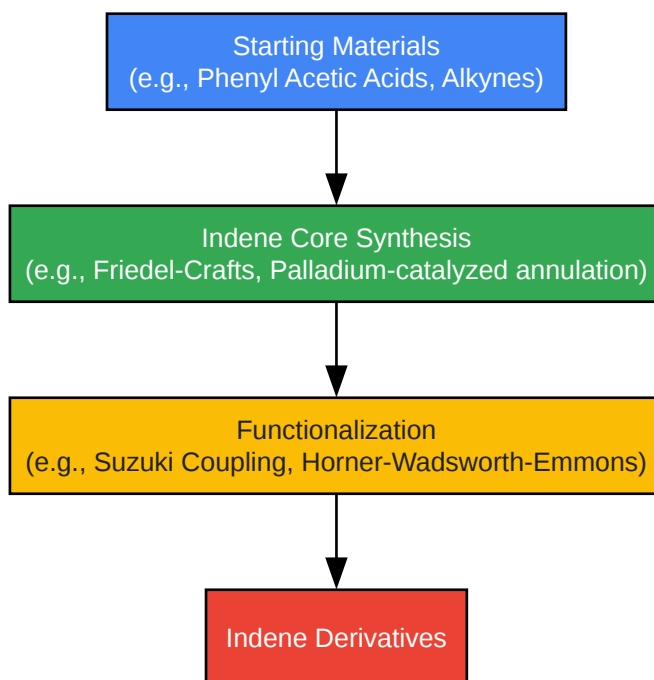 Starting Materials
(e.g., Phenyl Acetic Acids, Alkynes)
Indene Core Synthesis
(e.g., Friedel-Crafts, Palladium-catalyzed annulation)
Functionalization
(e.g., Suzuki Coupling, Horner-Wadsworth-Emmons)
Indene Derivatives